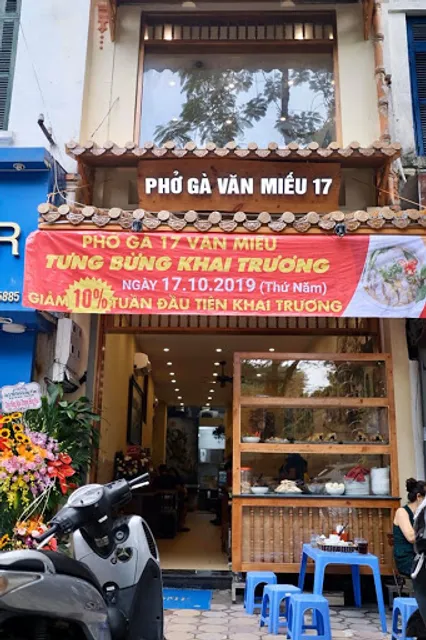 PHỞ GÀ VĂN MIẾU 17
PHỞ GÀ 17 VĂN MIẾU
TƯNG BỪNG KHAI TRƯƠNG
NGÀY 17.10.2019 (Thứ Năm)
GIẢM 10% TUẦN ĐẦU TIÊN KHAI TRƯƠNG
R
5885